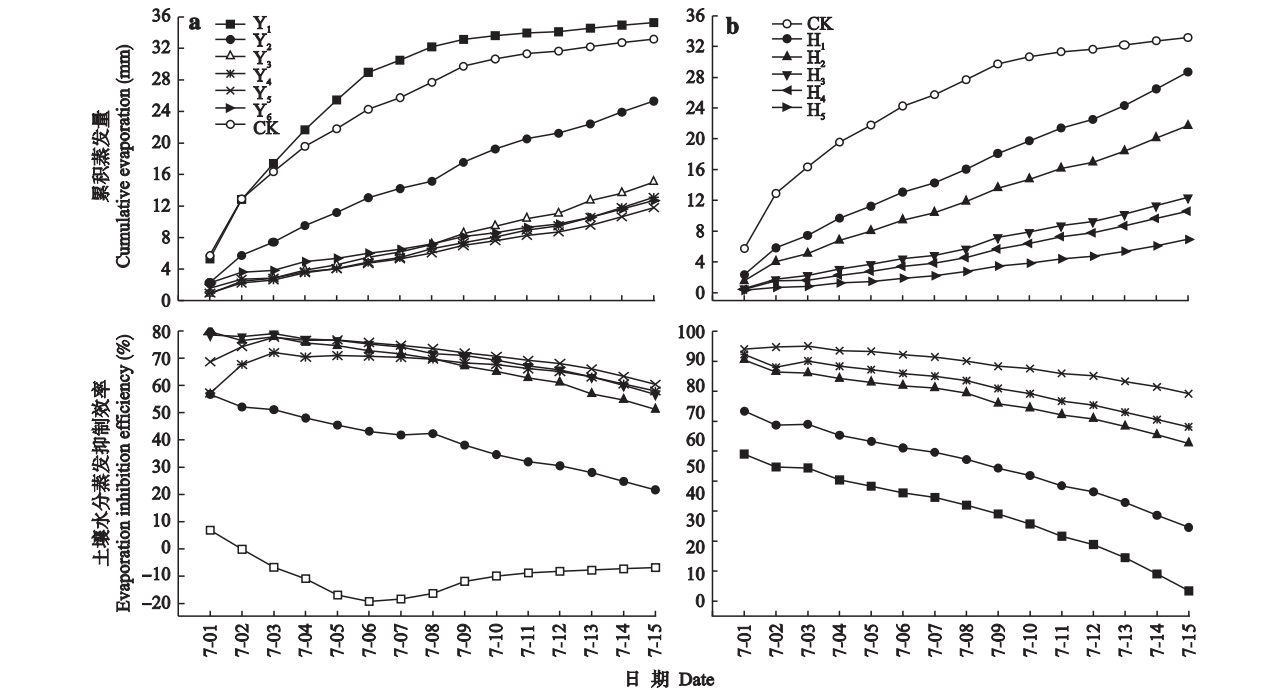 36
32
28
24
20
16
12
8
4
0
累积蒸发量
Cumulative evaporation (mm)
a
Y1
Y2
Y3
Y4
Y5
Y6
CK
36
32
28
24
20
16
12
8
4
0
b
CK
H1
H2
H3
H4
H5
80
70
60
50
40
30
20
10
0
−10
−20
土壤水分蒸发抑制效率
Evaporation inhibition efficiency (%)
100
90
80
70
60
50
40
30
20
10
0
7-01 7-02 7-03 7-04 7-05 7-06 7-07 7-08 7-09 7-10 7-11 7-12 7-13 7-14 7-15
7-01 7-02 7-03 7-04 7-05 7-06 7-07 7-08 7-09 7-10 7-11 7-12 7-13 7-14 7-15
日 期 Date